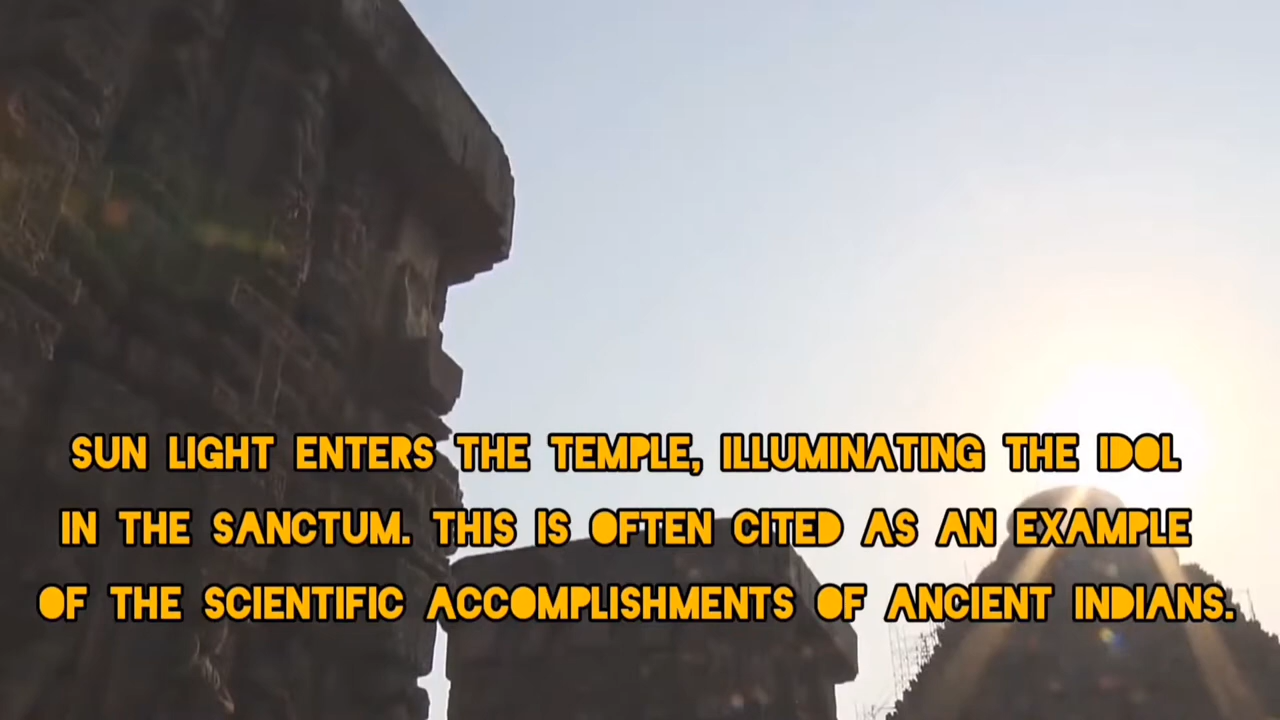 SUN LIGHT ENTERS THE TEMPLE, ILLUMINATING THE IDOL
IN THE SANCTUM. THIS IS OFTEN CITED AS AN EXAMPLE
OF THE SCIENTIFIC ACCOMPLISHMENTS OF ANCIENT INDIANS.